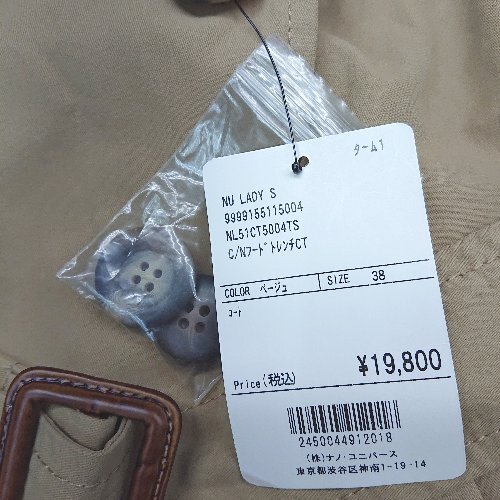 ターム1
NU LADY S
9999155115004
NL51CT5004TS
C/NフードトレンチCT
COLOR ベージュ SIZE 38
コート
¥19,800
Price(税込)
2450044912018
(株)ナノ・ユニバース
東京都渋谷区神南1-19-14